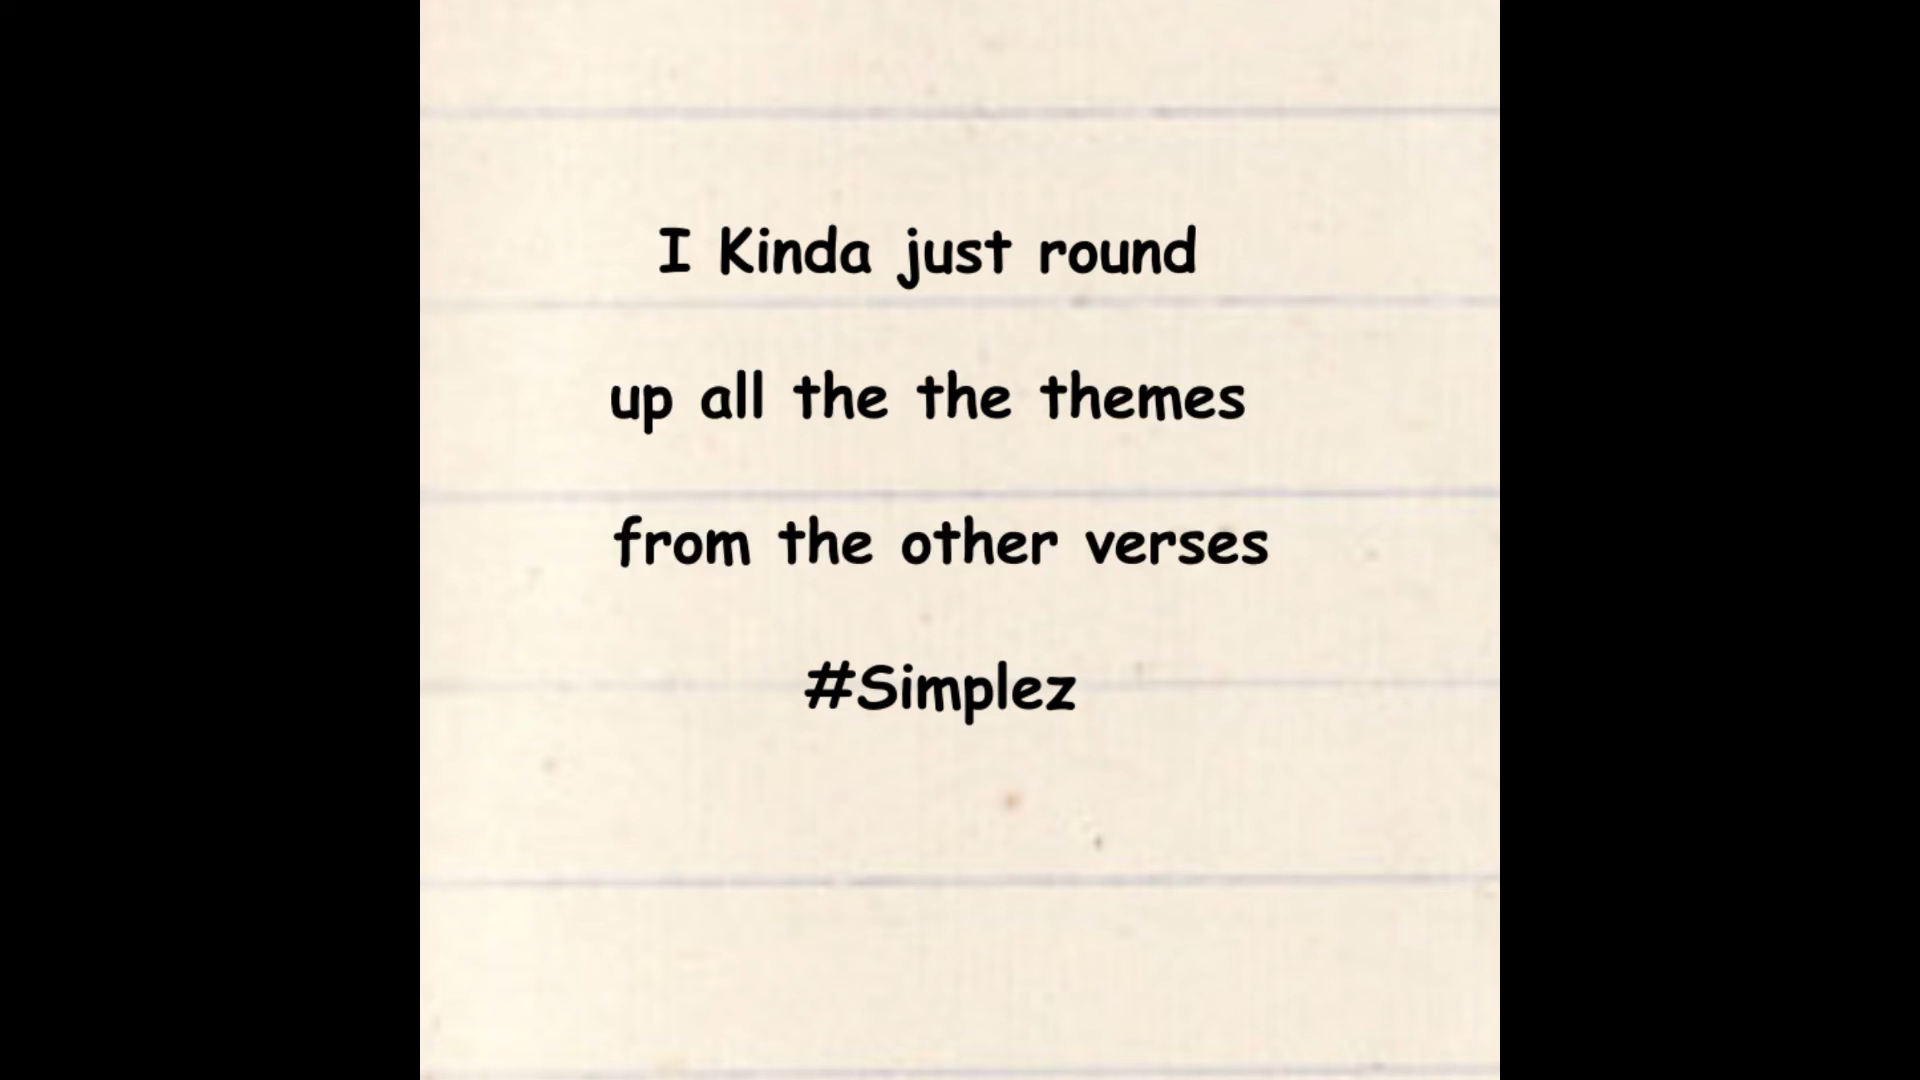 I Kinda just round
up all the the themes
from the other verses
#Simplez